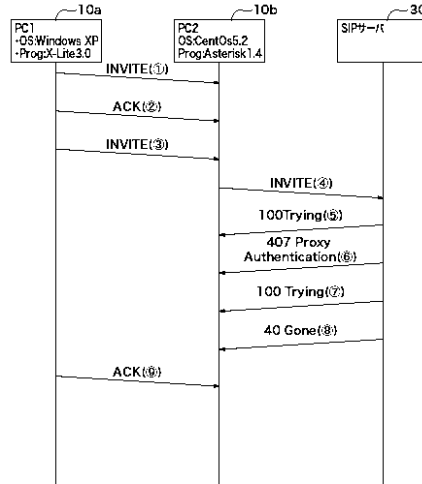 10a
10b
30
PC1
•OS:Windows XP
•Prog:X-Lite3.0
PC2
OS:CentOs5.2
Prog:Asterisk1.4
SIPサーバ
INVITE(①)
ACK(②)
INVITE(③)
INVITE(④)
100Trying(⑤)
407 Proxy
Authentication(⑥)
100 Trying(⑦)
40 Gone(⑧)
ACK(⑨)